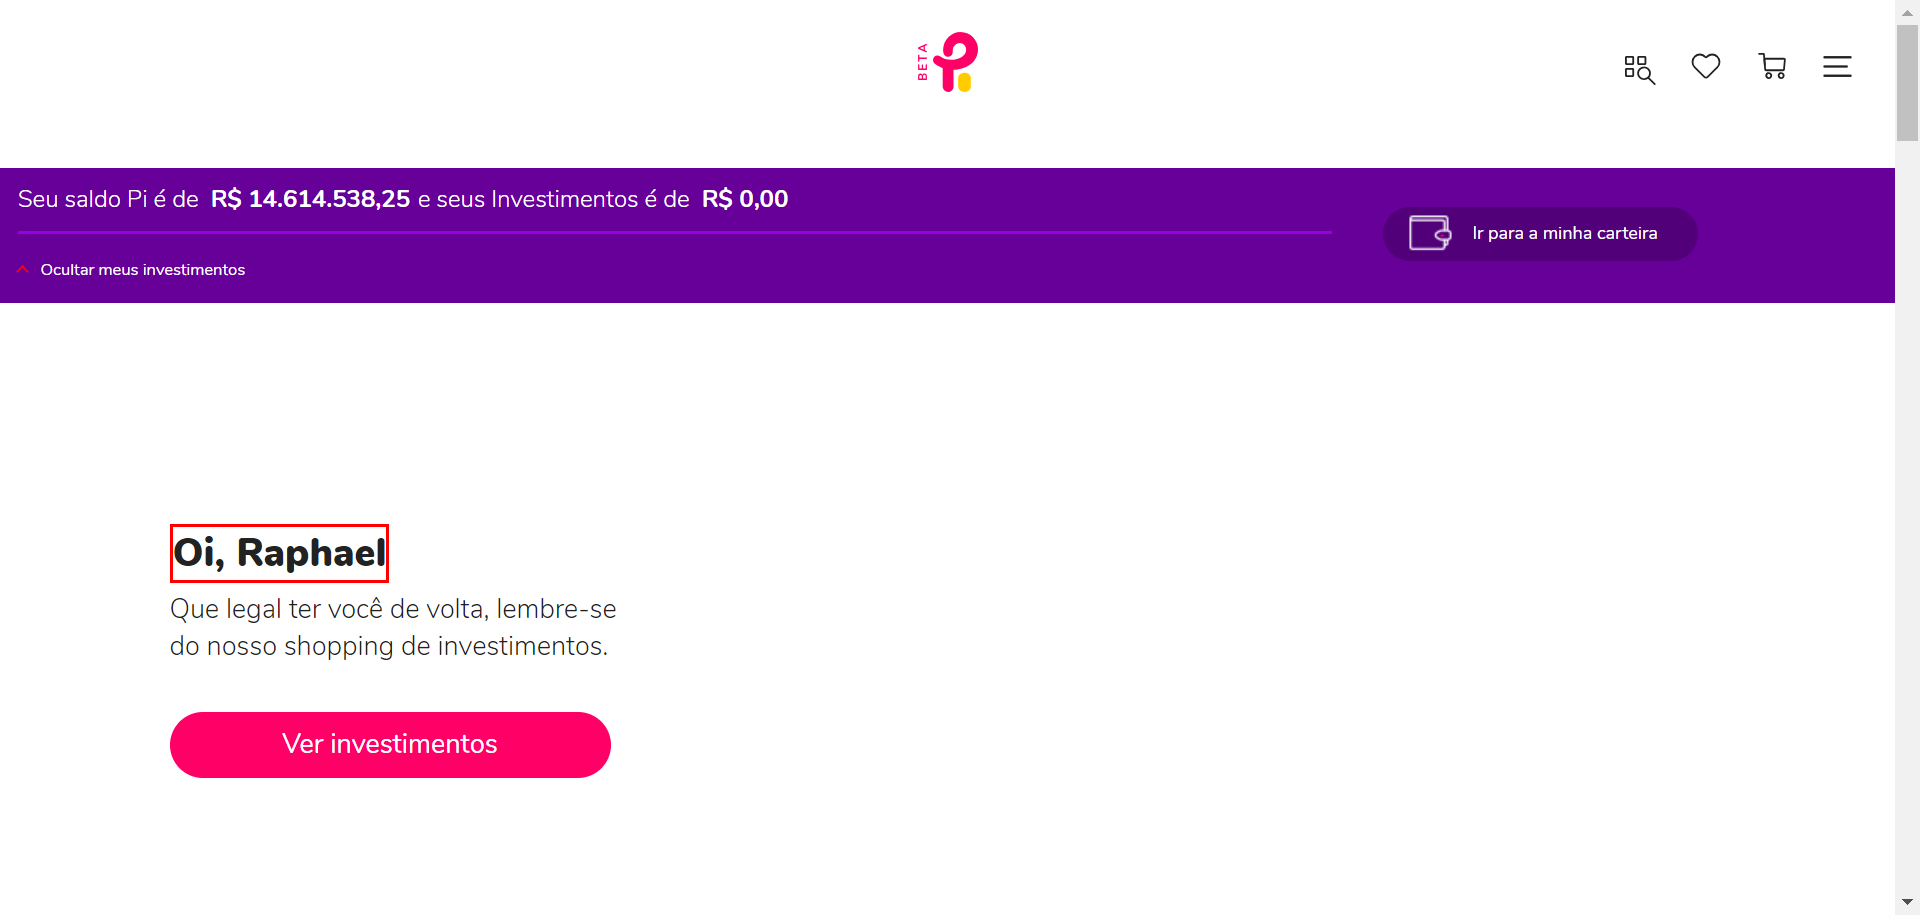 BETA
Seu saldo Pi é de R$ 14.614.538,25 e seus Investimentos é de R$ 0,00
Ir para a minha carteira
Ocultar meus investimentos
Oi, Raphael
Que legal ter você de volta, lembre-se
do nosso shopping de investimentos.
Ver investimentos